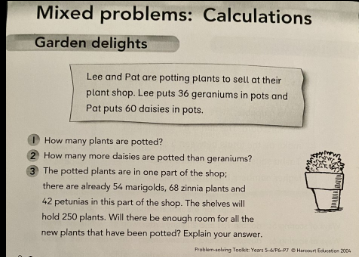 Mixed problems: Calculations
Garden delights
Lee and Pat are potting plants to sell at their
plant shop. Lee puts 36 geraniums in pots and
Pat puts 60 daisies in pots.
1 How many plants are potted?
2 How many more daisies are potted than geraniums?
3 The potted plants are in one part of the shop;
there are already 54 marigolds, 68 zinnia plants and
42 petunias in this part of the shop. The shelves will
hold 250 plants. Will there be enough room for all the
new plants that have been potted? Explain your answer.
Problem-solving Toolkit: Years 5–6/P6–P7 © Harcourt Education 2004